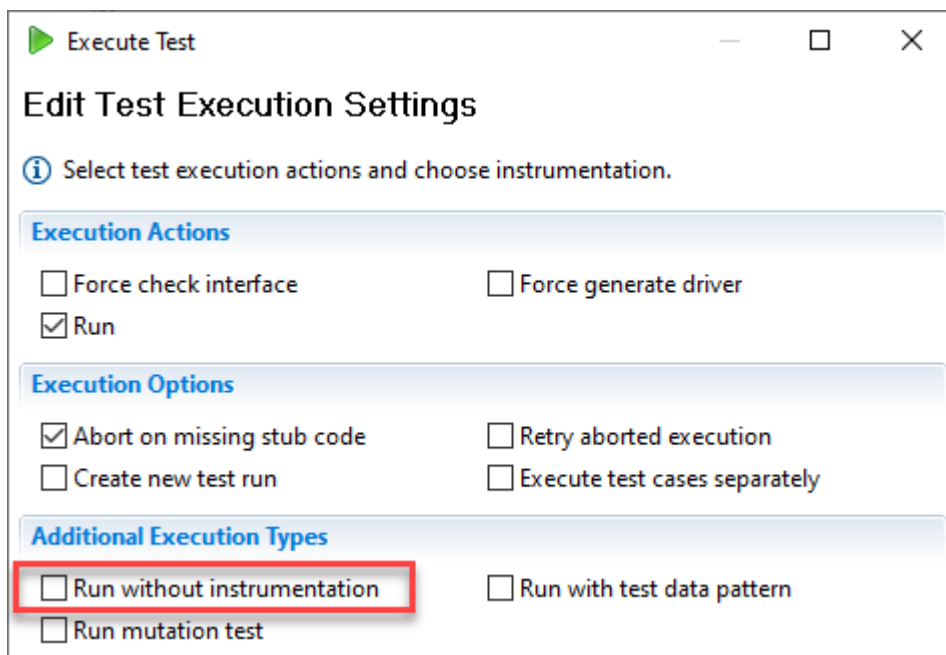 Execute Test
Edit Test Execution Settings
Select test execution actions and choose instrumentation.
Execution Actions
Force check interface
Force generate driver
Run
Execution Options
Abort on missing stub code
Retry aborted execution
Create new test run
Execute test cases separately
Additional Execution Types
Run without instrumentation
Run with test data pattern
Run mutation test